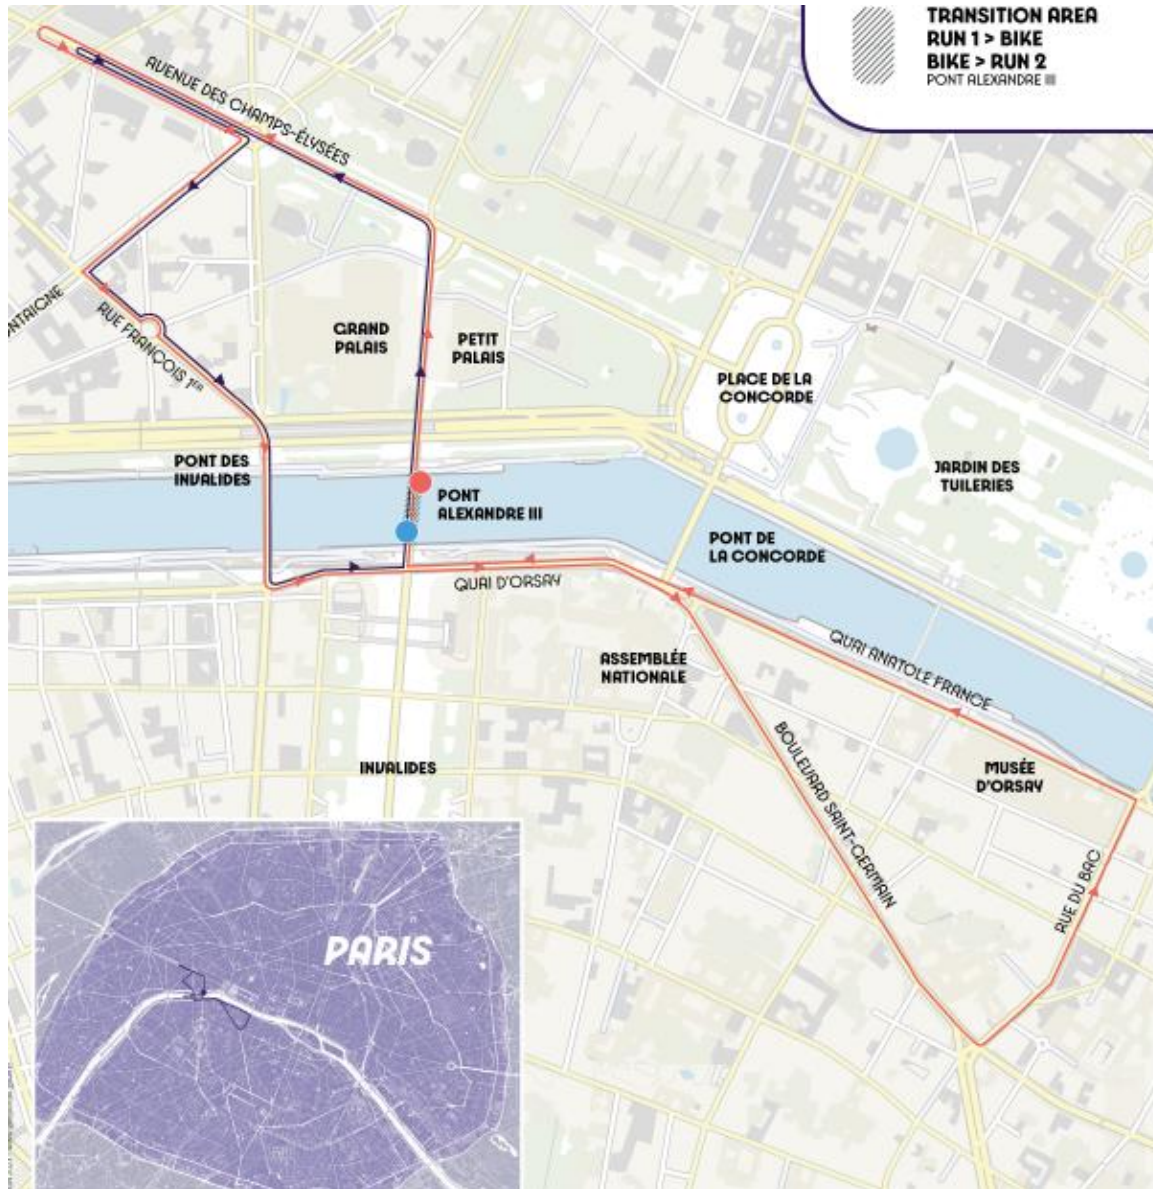 TRANSITION AREA
RUN 1 > BIKE
BIKE > RUN 2
PONT ALEXANDRE III
AVENUE DES CHAMPS-ÉLYSÉES
NTAIGNE
RUE FRANÇOIS 1ER
GRAND
PALAIS
PETIT
PALAIS
PLACE DE LA
CONCORDE
JARDIN DES
TUILERIES
PONT DES
INVALIDES
PONT
ALEXANDRE III
PONT DE
LA CONCORDE
QUAI D'ORSAY
QUAI ANATOLE FRANCE
ASSEMBLÉE
NATIONALE
BOULEVARD SAINT-GERMAIN
MUSÉE
D'ORSAY
RUE DU BAC
INVALIDES
PARIS